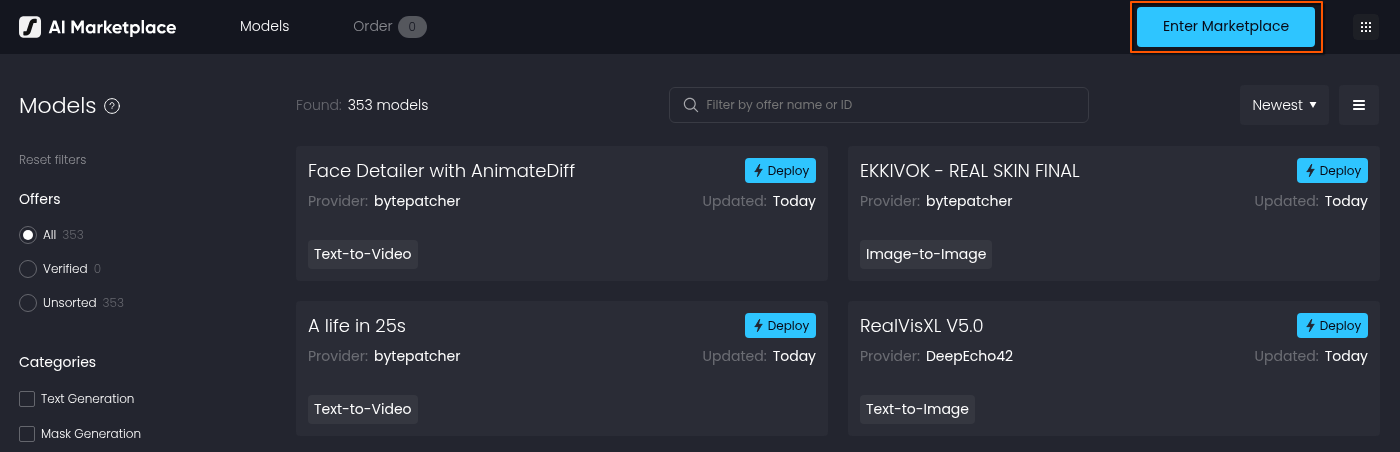 AI Marketplace
Models
Order 0
Enter Marketplace
Models ?
Found: 353 models
Filter by offer name or ID
Newest
Reset filters
Offers
All 353
Verified 0
Unsorted 353
Categories
Text Generation
Mask Generation
Face Detailer with AnimateDiff
Deploy
Provider: bytepatcher
Updated: Today
Text-to-Video
EKKIVOK - REAL SKIN FINAL
Deploy
Provider: bytepatcher
Updated: Today
Image-to-Image
A life in 25s
Deploy
Provider: bytepatcher
Updated: Today
Text-to-Video
RealVisXL V5.0
Deploy
Provider: DeepEcho42
Updated: Today
Text-to-Image